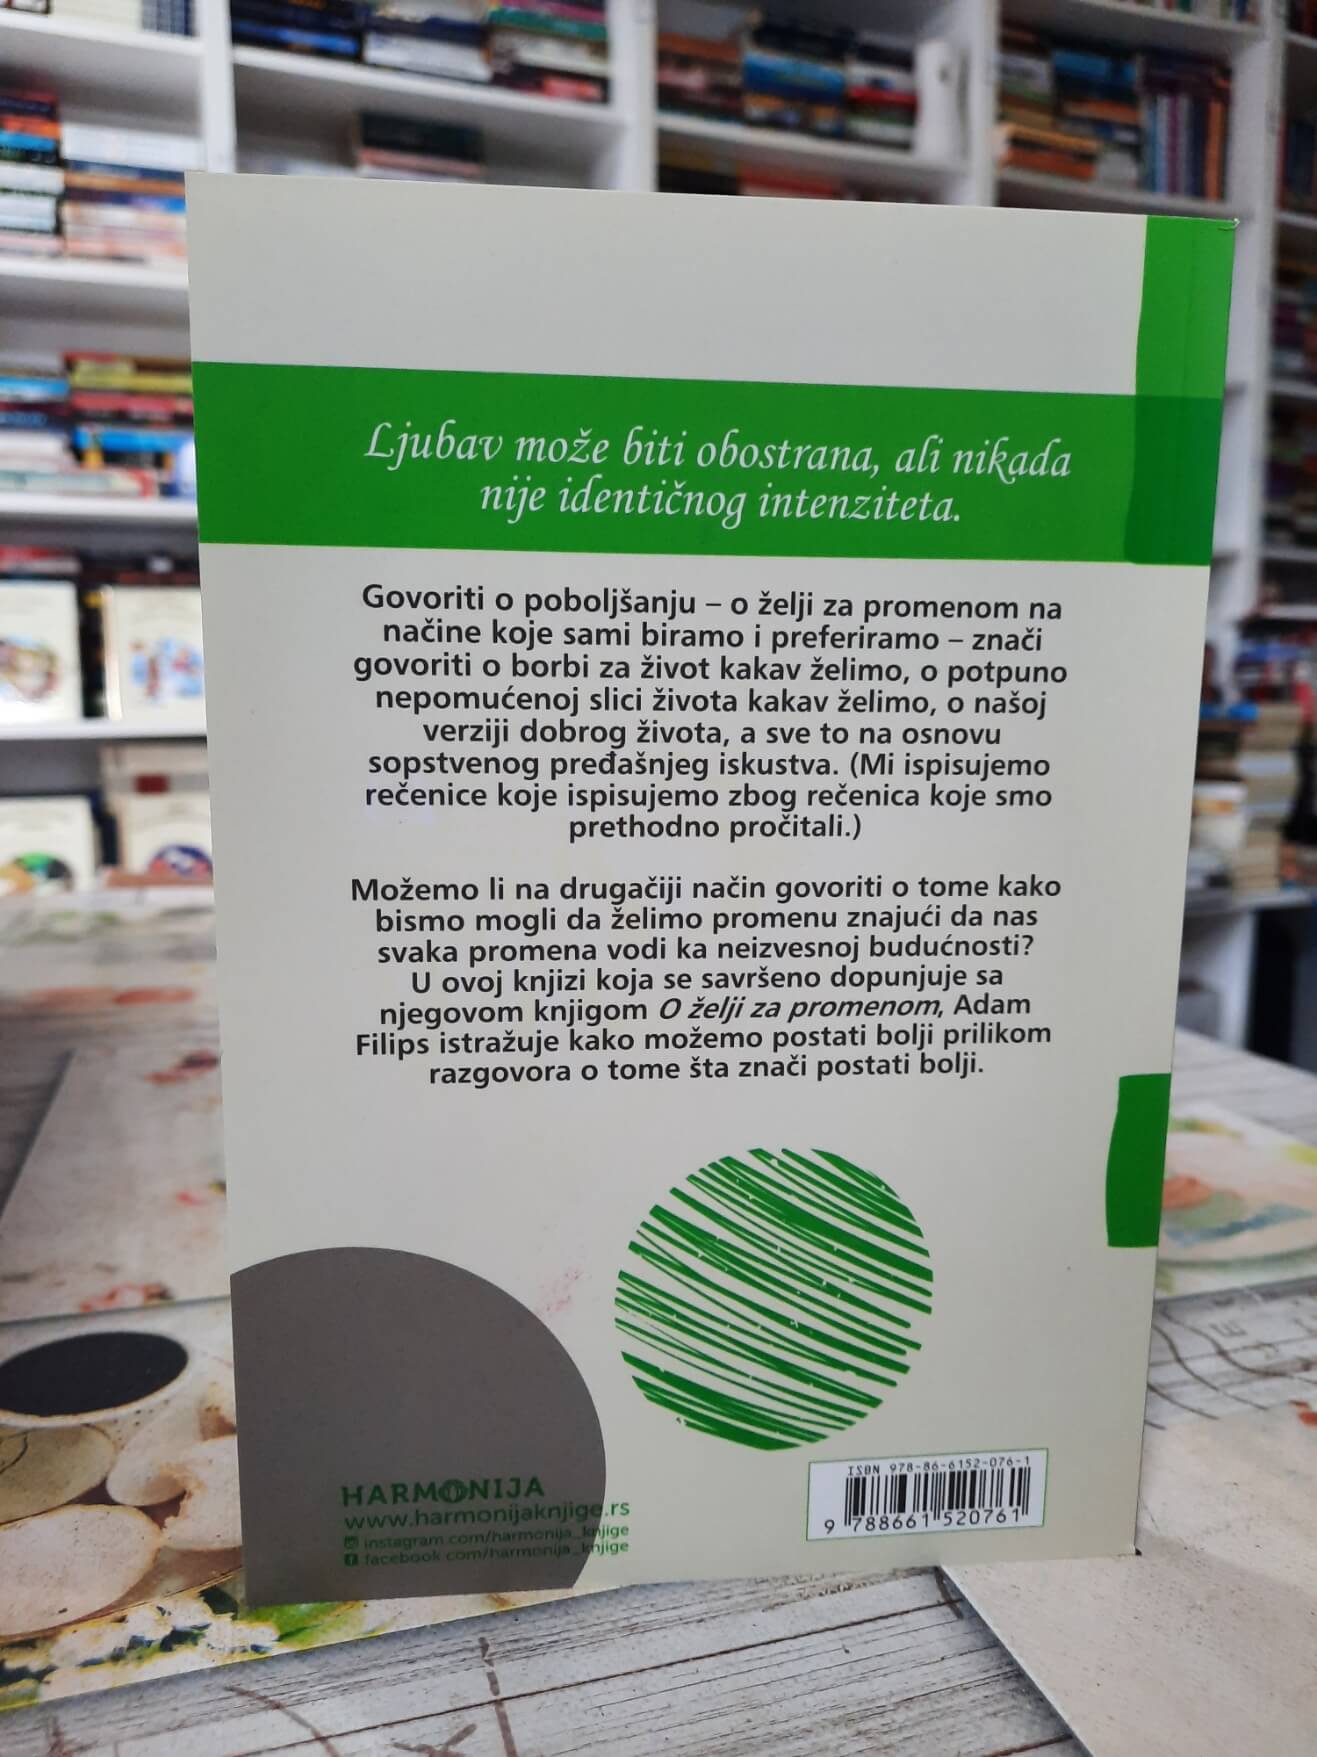 Ljubav može biti obostrana, ali nikada
nije identičnog intenziteta.
Govoriti o poboljšanju – o želji za promenom na
načine koje sami biramo i preferiramo – znači
govoriti o borbi za život kakav želimo, o potpuno
nepomućenoj slici života kakav želimo, o našoj
verziji dobrog života, a sve to na osnovu
sopstvenog pređašnjeg iskustva. (Mi ispisujemo
rečenice koje ispisujemo zbog rečenica koje smo
prethodno pročitali.)
Možemo li na drugačiji način govoriti o tome kako
bismo mogli da želimo promenu znajući da nas
svaka promena vodi ka neizvesnoj budućnosti?
U ovoj knjizi koja se savršeno dopunjuje sa
njegovom knjigom O želji za promenom, Adam
Filips istražuje kako možemo postati bolji prilikom
razgovora o tome šta znači postati bolji.
HARMONIJA
www.harmonijaknjige.rs
instagram.com/harmonija_knjige
facebook.com/harmonija_knjige
ISBN 978-86-6152-076-1
9 788661 520761